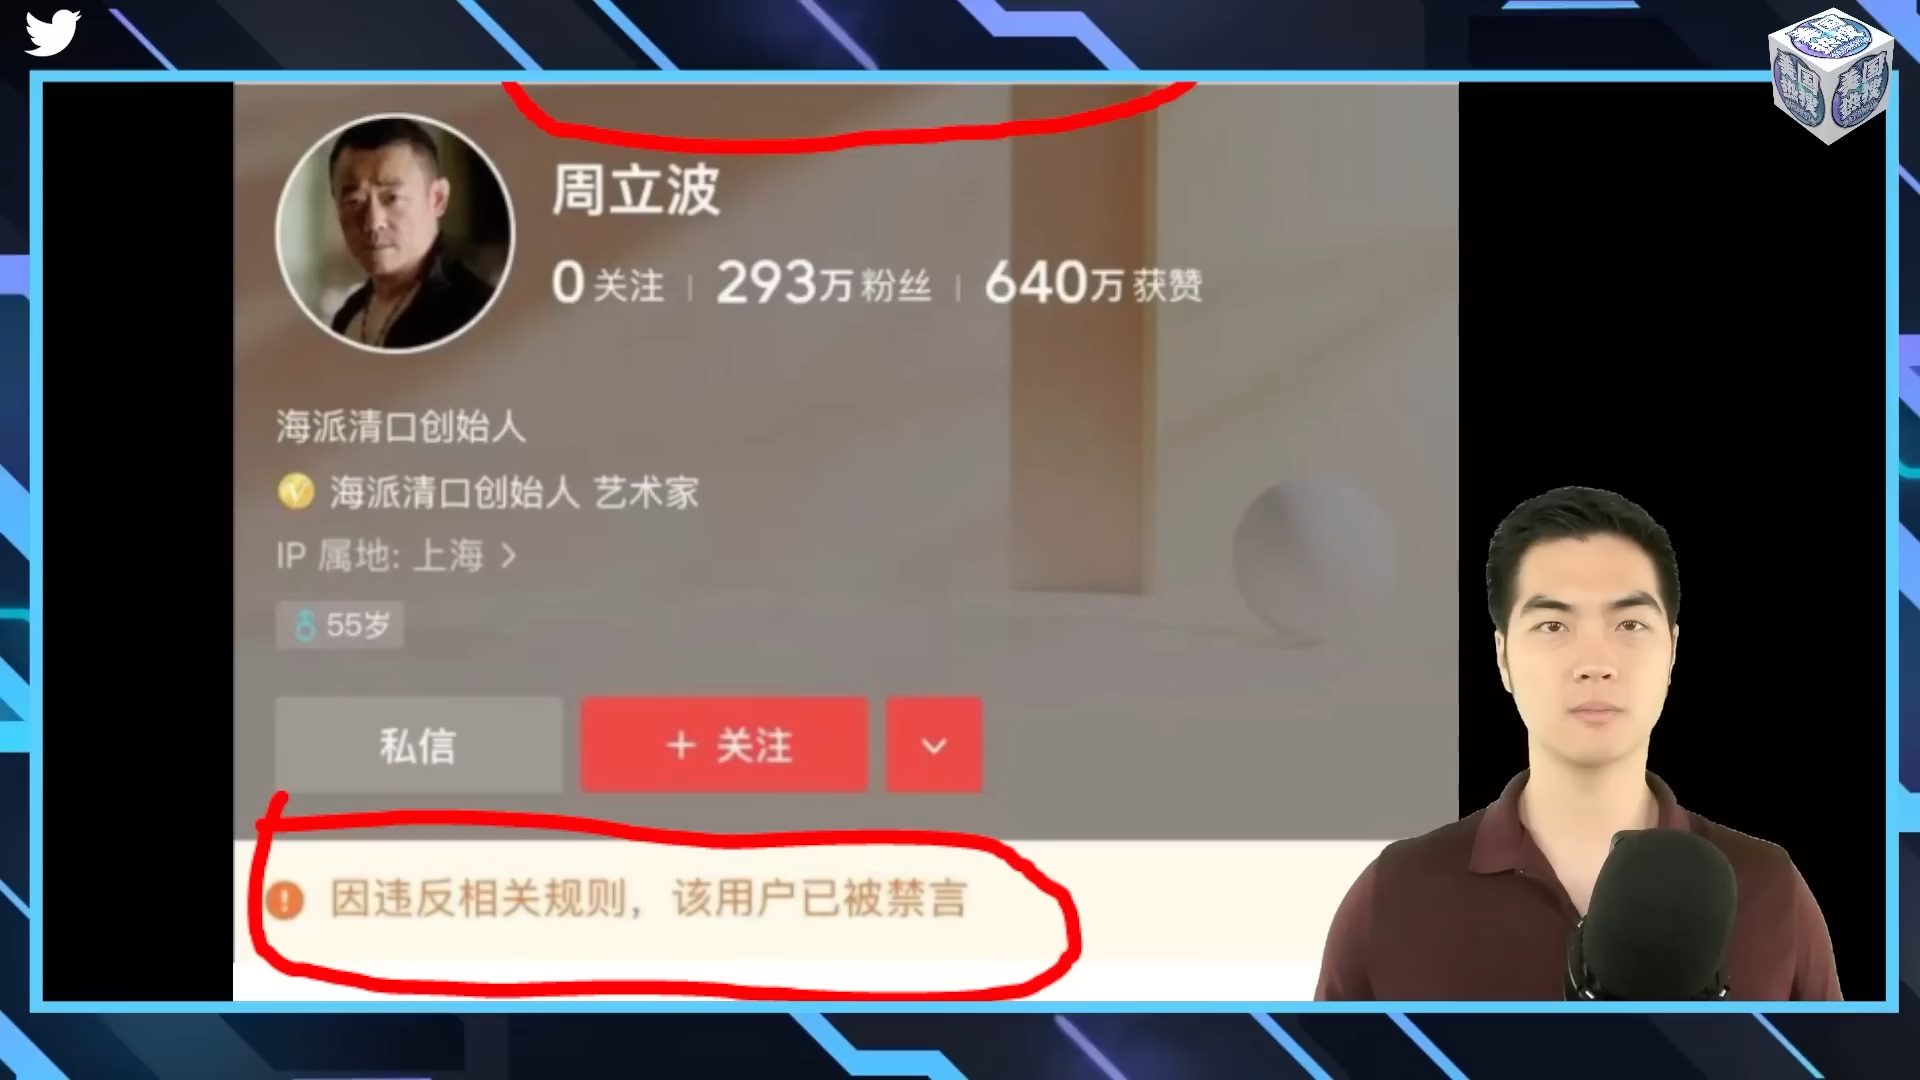 周立波
0关注 | 293万粉丝 | 640万获赞
海派清口创始人
海派清口创始人 艺术家
IP 属地: 上海
55岁
私信
+ 关注
因违反相关规则，该用户已被禁言